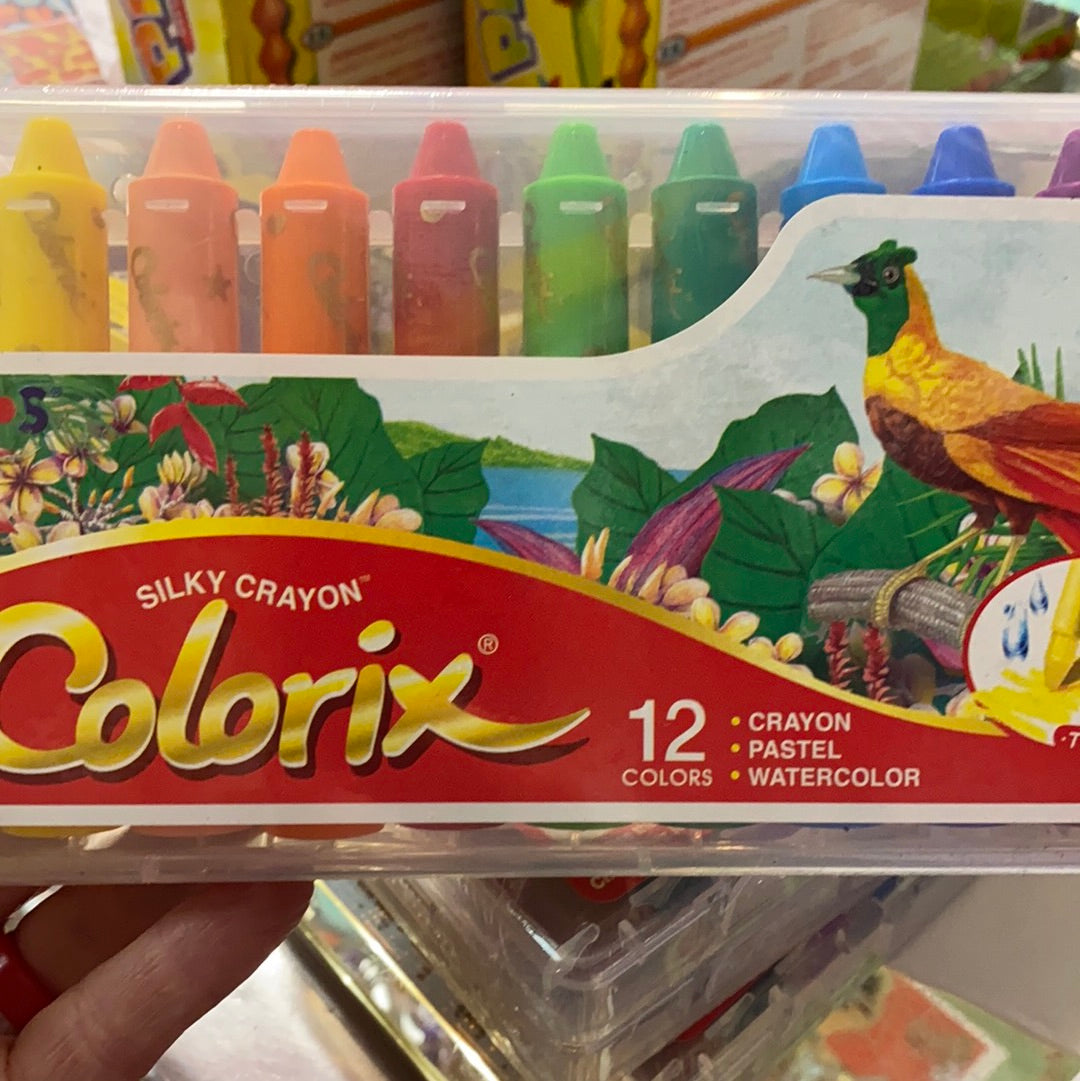 S
SILKY CRAYON™
Colorix®
12
COLORS
• CRAYON
• PASTEL
• WATERCOLOR